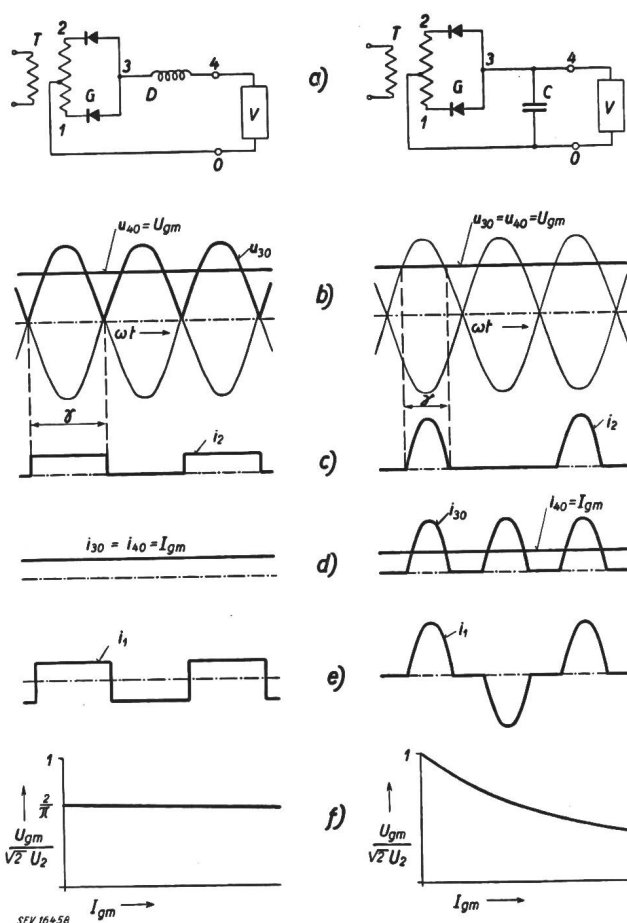 T 2 G 1 3 D 4 V 0
a)
T 2 G 1 3 C 4 V 0
u40 = Ugm
u30
ωt
γ
b)
u30 = u40 = Ugm
ωt
γ
i2
c)
i2
i30 = i40 = Igm
d)
i30
i40 = Igm
i1
e)
i1
1
2/π
Ugm
√2 U2
Igm
f)
1
Ugm
√2 U2
Igm
SEV 16458